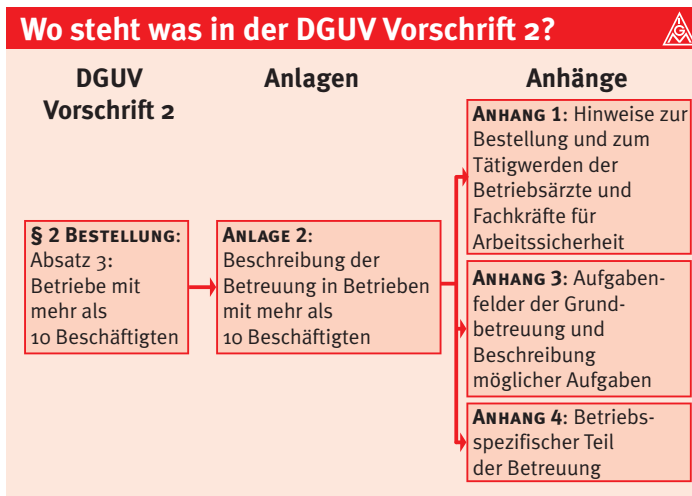 Wo steht was in der DGUV Vorschrift 2?
IGM
DGUV
Vorschrift 2
Anlagen
Anhänge
§ 2 BESTELLUNG:
Absatz 3:
Betriebe mit
mehr als
10 Beschäftigten
ANLAGE 2:
Beschreibung der
Betreuung in Betrieben
mit mehr als
10 Beschäftigten
ANHANG 1: Hinweise zur
Bestellung und zum
Tätigwerden der
Betriebsärzte und
Fachkräfte für
Arbeitssicherheit
ANHANG 3: Aufgaben-
felder der Grund-
betreuung und
Beschreibung
möglicher Aufgaben
ANHANG 4: Betriebs-
spezifischer Teil
der Betreuung